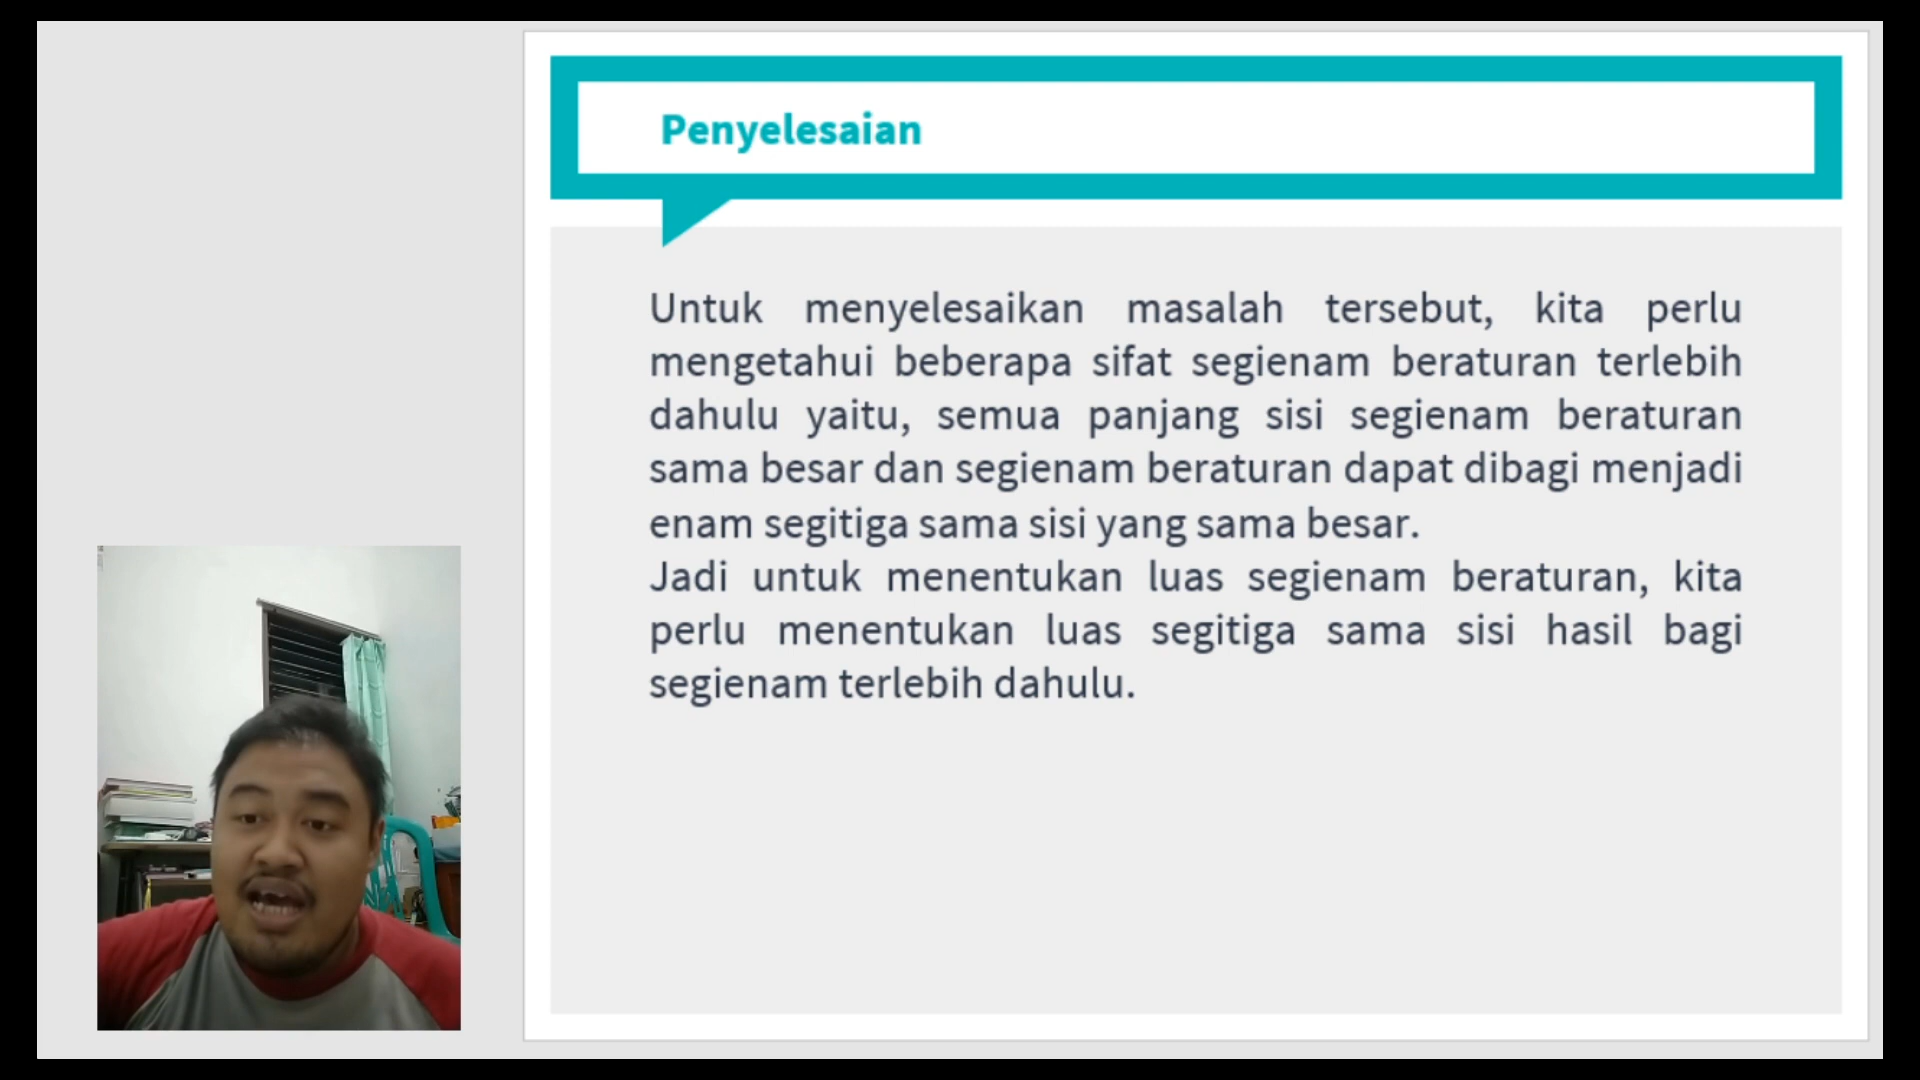 Penyelesaian
Untuk menyelesaikan masalah tersebut, kita perlu
mengetahui beberapa sifat segienam beraturan terlebih
dahulu yaitu, semua panjang sisi segienam beraturan
sama besar dan segienam beraturan dapat dibagi menjadi
enam segitiga sama sisi yang sama besar.
Jadi untuk menentukan luas segienam beraturan, kita
perlu menentukan luas segitiga sama sisi hasil bagi
segienam terlebih dahulu.